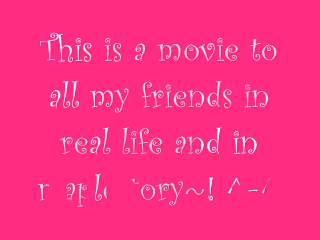 This is a movie to
all my friends in
real life and in